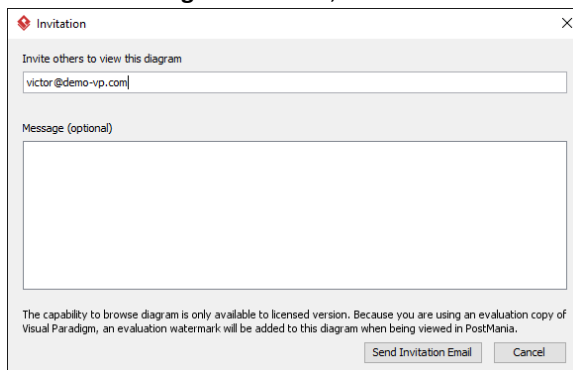 Invitation
Invite others to view this diagram
victor@demo-vp.com
Message (optional)
The capability to browse diagram is only available to licensed version. Because you are using an evaluation copy of
Visual Paradigm, an evaluation watermark will be added to this diagram when being viewed in PostMania.
Send Invitation Email Cancel